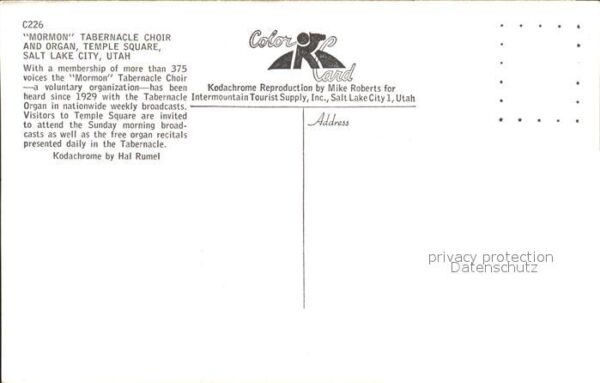 C226
"MORMON" TABERNACLE CHOIR
AND ORGAN, TEMPLE SQUARE,
SALT LAKE CITY, UTAH
With a membership of more than 375
voices the "Mormon" Tabernacle Choir
—a voluntary organization—has been
heard since 1929 with the Tabernacle
Organ in nationwide weekly broadcasts.
Visitors to Temple Square are invited
to attend the Sunday morning broad-
casts as well as the free organ recitals
presented daily in the Tabernacle.
Kodachrome by Hal Rumel
Color
Card
Kodachrome Reproduction by Mike Roberts for
Intermountain Tourist Supply, Inc., Salt Lake City 1, Utah
Address
privacy protection
Datenschutz